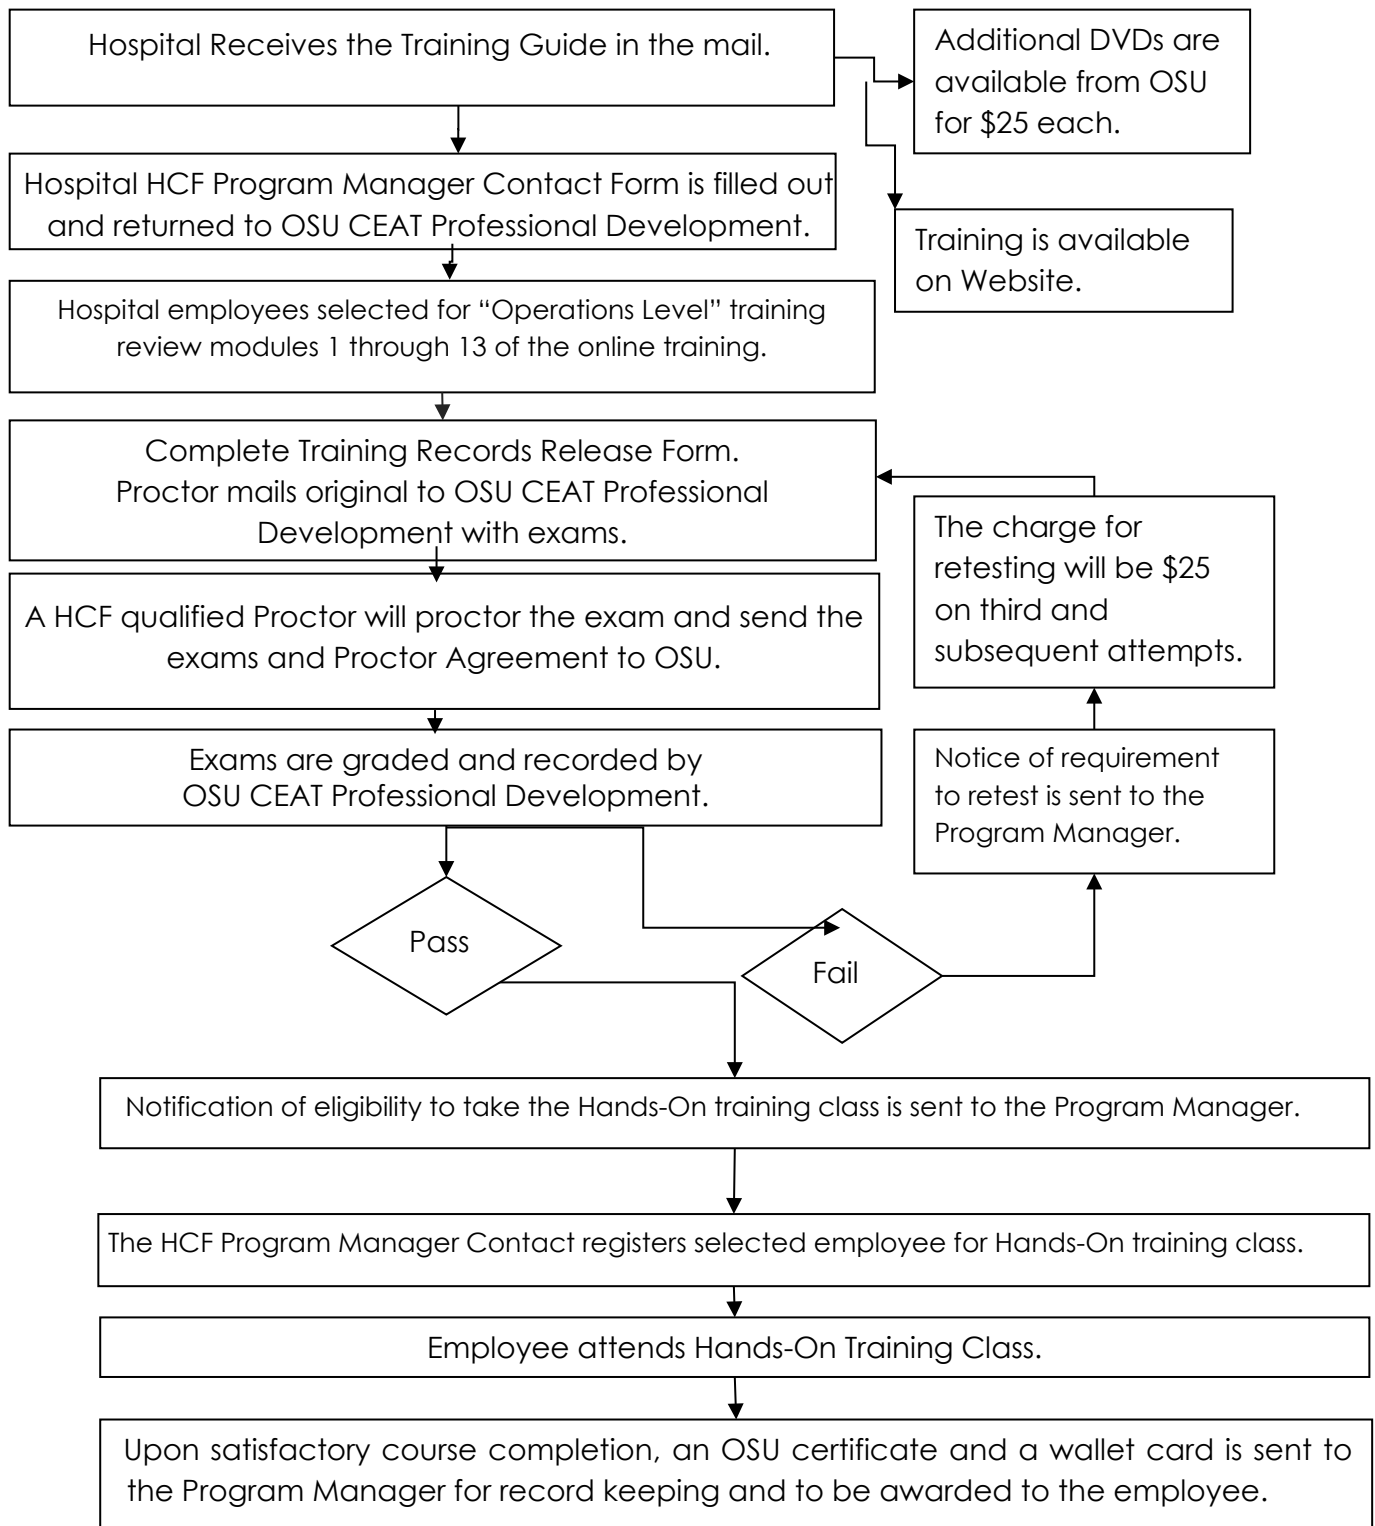 Hospital Receives the Training Guide in the mail.
Additional DVDs are
available from OSU
for $25 each.
Hospital HCF Program Manager Contact Form is filled out
and returned to OSU CEAT Professional Development.
Training is available
on Website.
Hospital employees selected for “Operations Level” training
review modules 1 through 13 of the online training.
Complete Training Records Release Form.
Proctor mails original to OSU CEAT Professional
Development with exams.
The charge for
retesting will be $25
on third and
subsequent attempts.
A HCF qualified Proctor will proctor the exam and send the
exams and Proctor Agreement to OSU.
Exams are graded and recorded by
OSU CEAT Professional Development.
Notice of requirement
to retest is sent to the
Program Manager.
Pass
Fail
Notification of eligibility to take the Hands-On training class is sent to the Program Manager.
The HCF Program Manager Contact registers selected employee for Hands-On training class.
Employee attends Hands-On Training Class.
Upon satisfactory course completion, an OSU certificate and a wallet card is sent to
the Program Manager for record keeping and to be awarded to the employee.